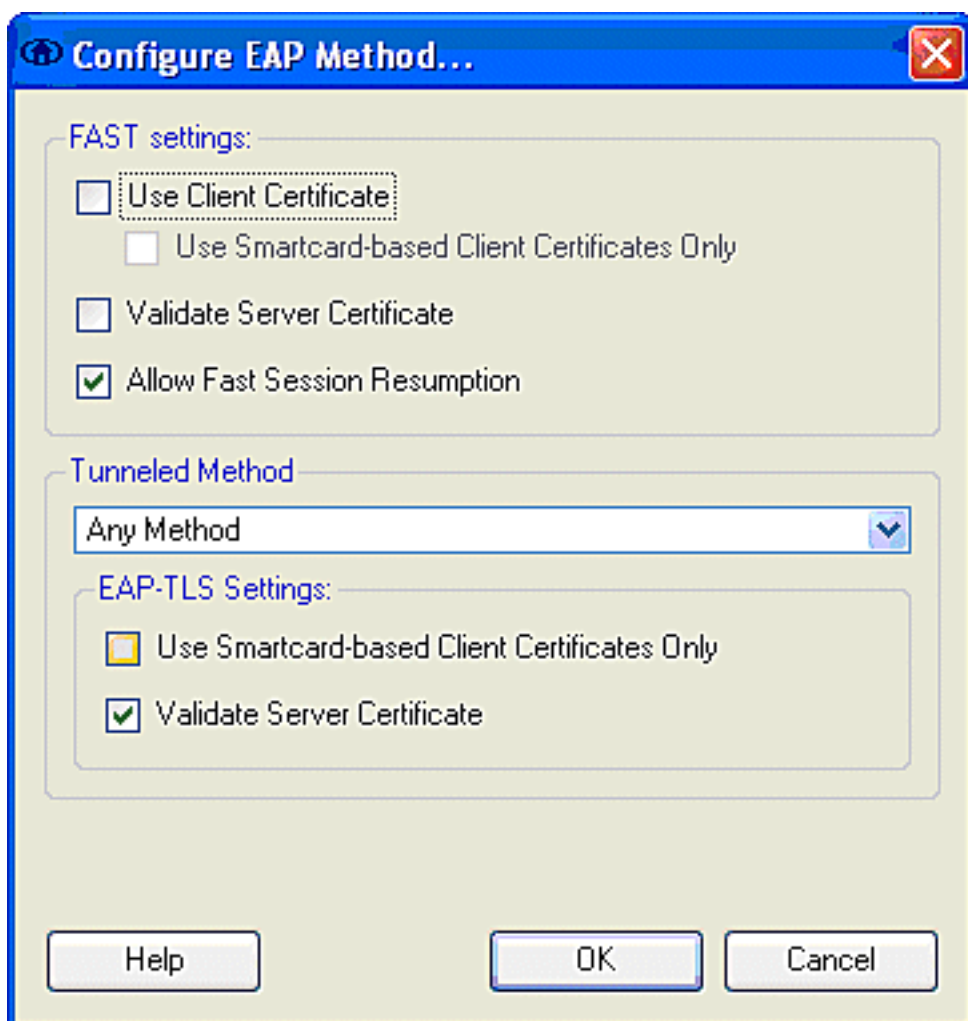 Configure EAP Method...
FAST settings:
Use Client Certificate
Use Smartcard-based Client Certificates Only
Validate Server Certificate
Allow Fast Session Resumption
Tunneled Method
Any Method
EAP-TLS Settings:
Use Smartcard-based Client Certificates Only
Validate Server Certificate
Help OK Cancel